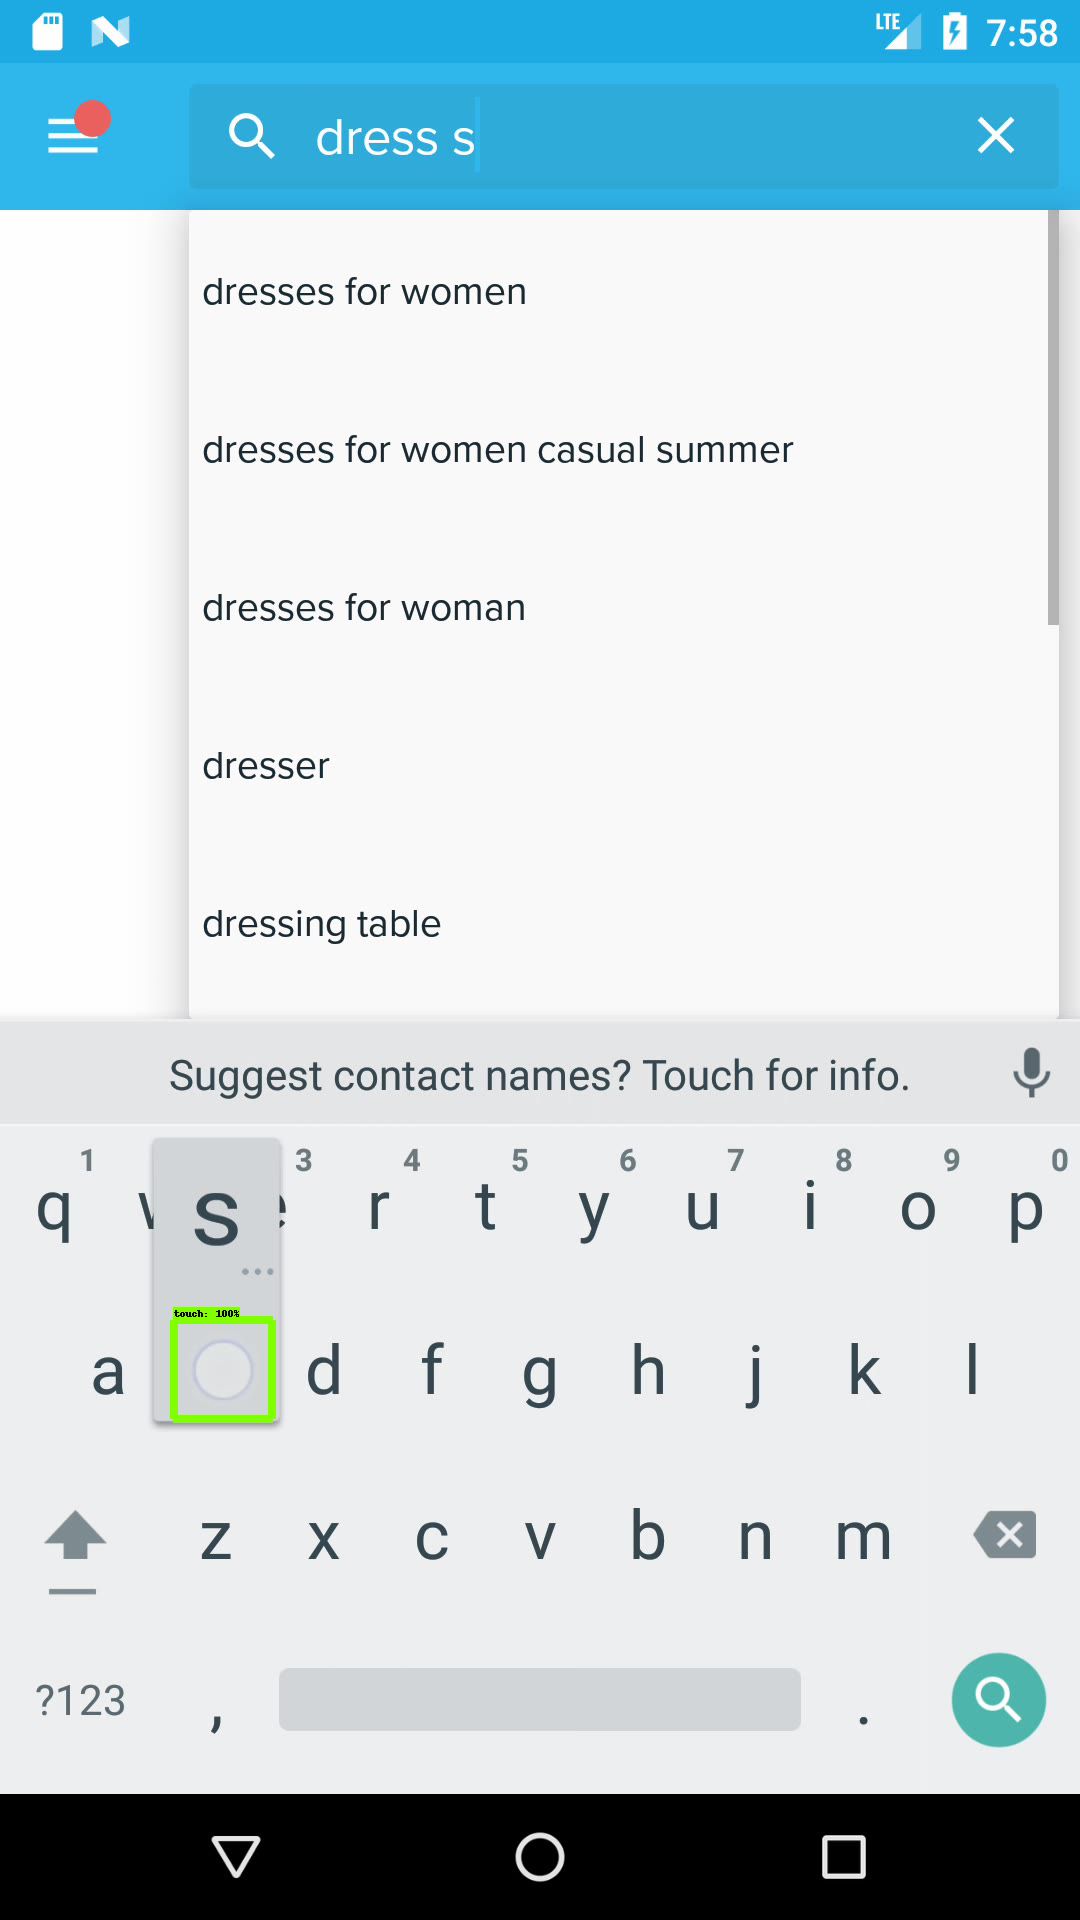 LTE 7:58
dress s
dresses for women
dresses for women casual summer
dresses for woman
dresser
dressing table
Suggest contact names? Touch for info.
1 3 4 5 6 7 8 9 0
q s r t y u i o p
touch: 100%
a d f g h j k l
z x c v b n m
?123 , .